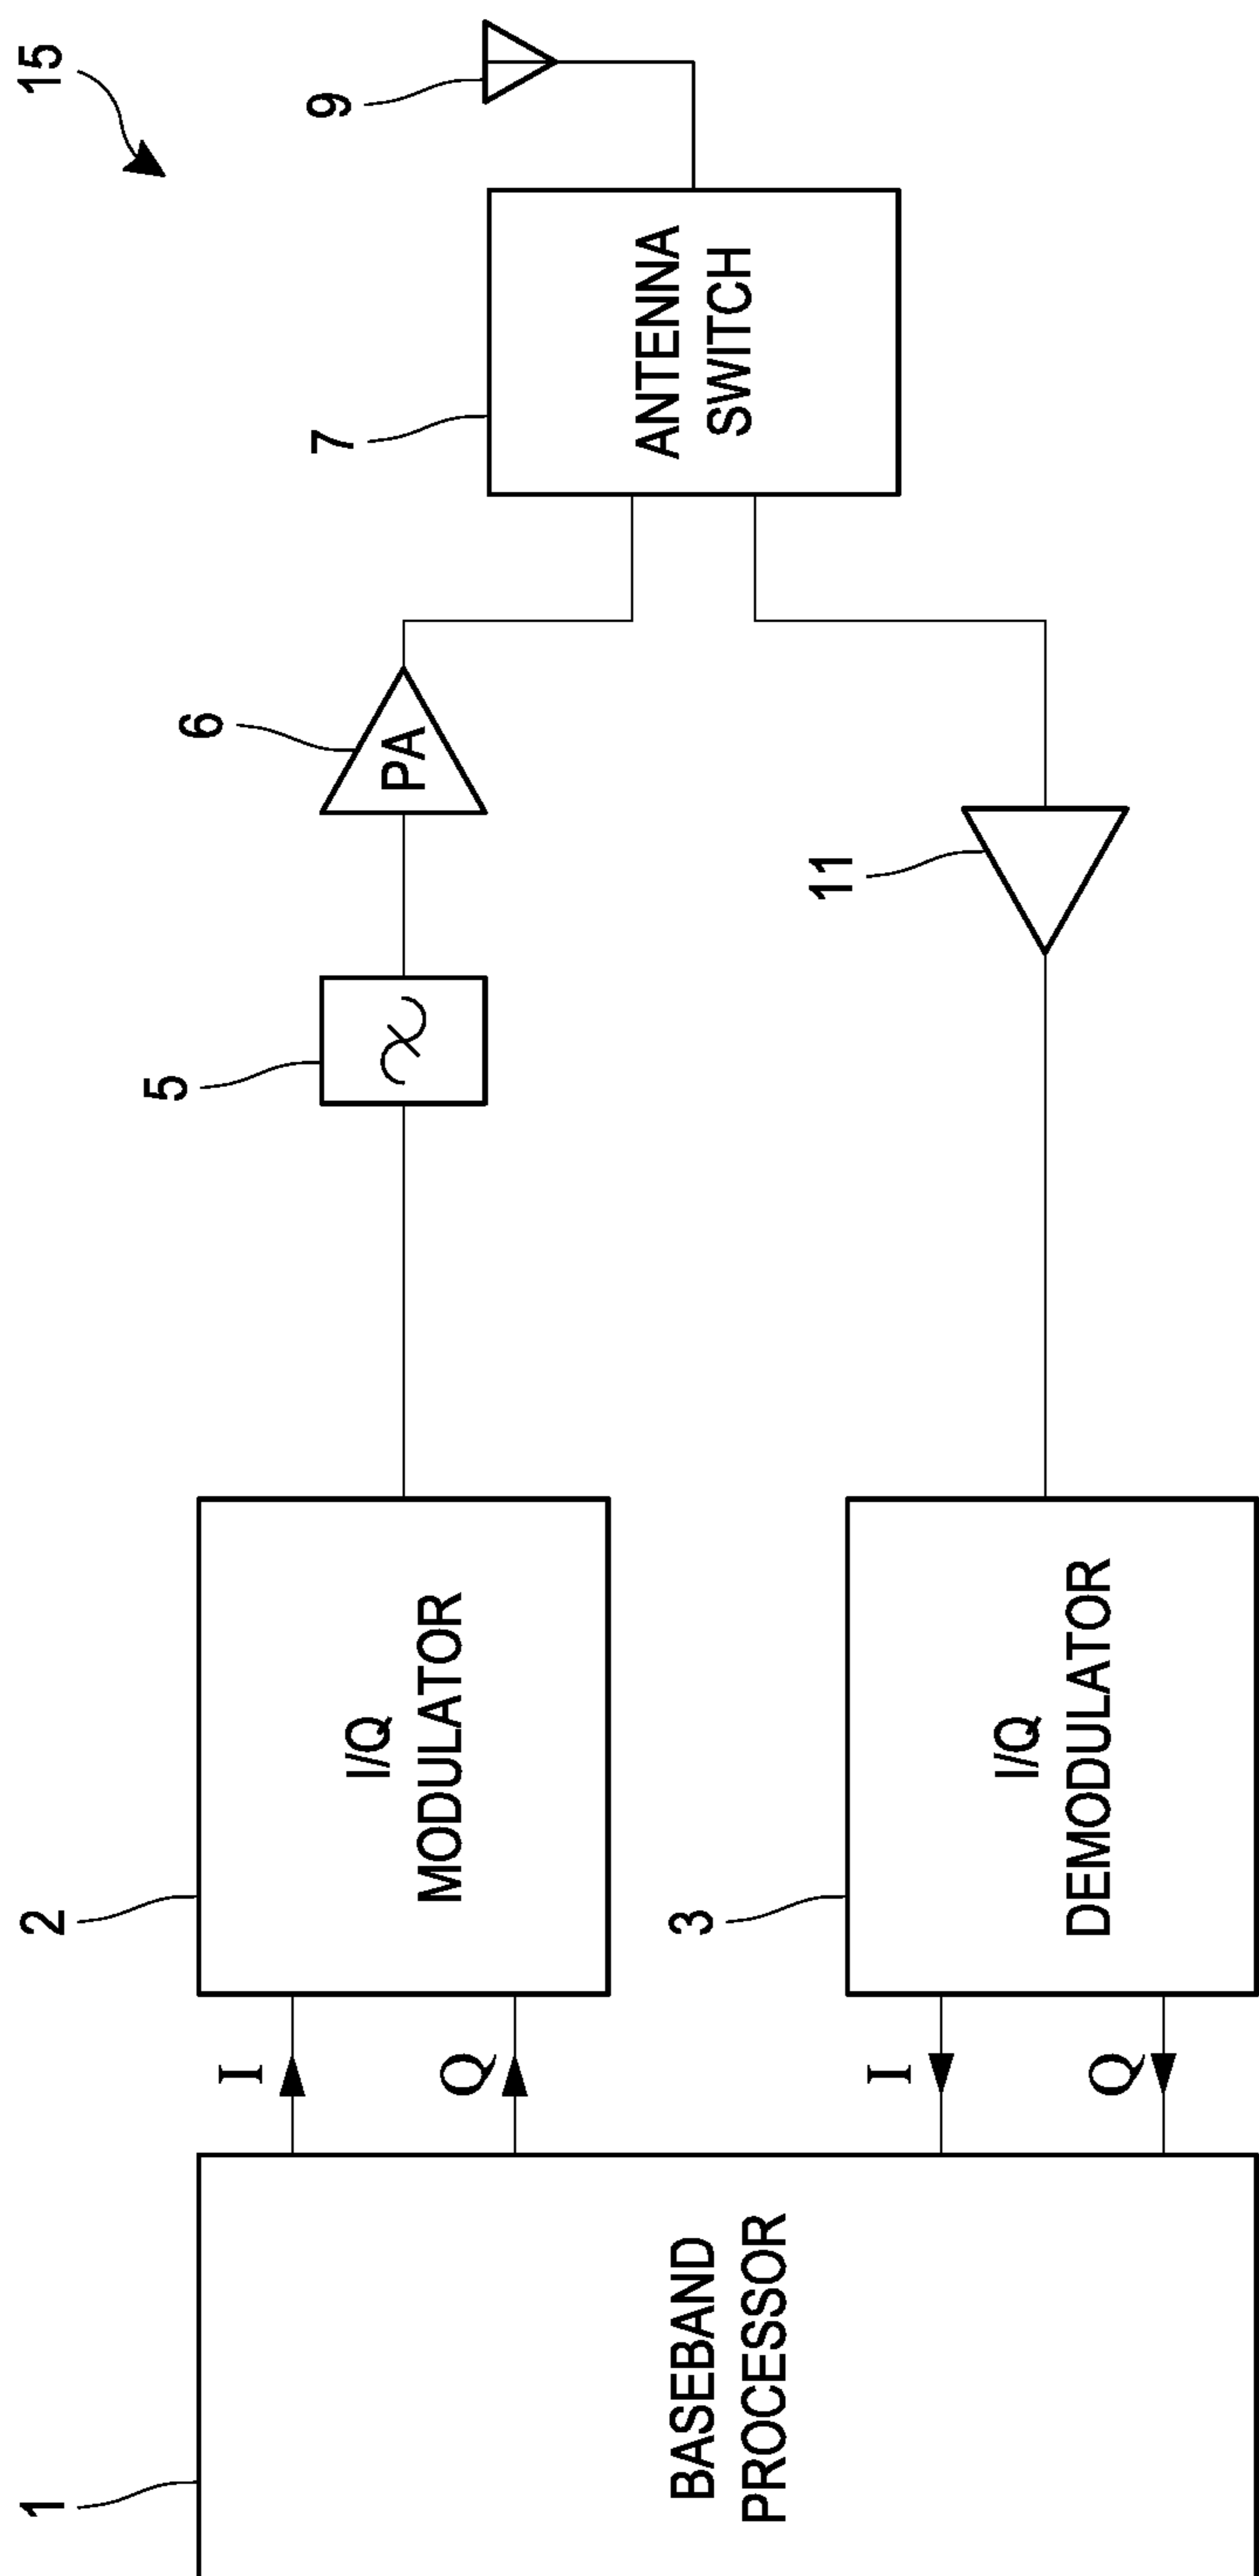 15
1
BASEBAND
PROCESSOR
I
Q
I
Q
2
I/Q
MODULATOR
3
I/Q
DEMODULATOR
5
6
PA
11
7
ANTENNA
SWITCH
9